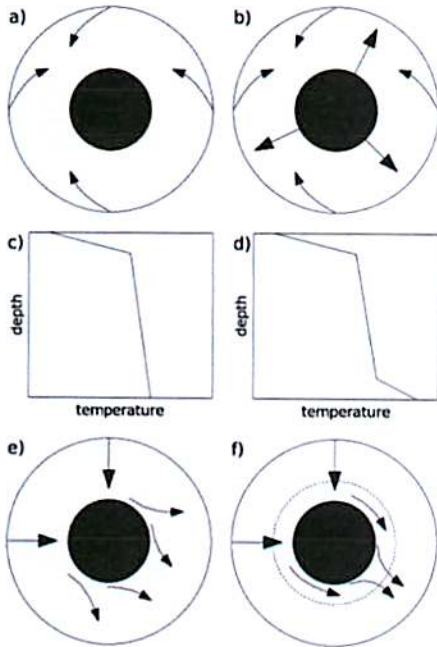 a)
b)
c)
d)
depth
depth
temperature
temperature
e)
f)